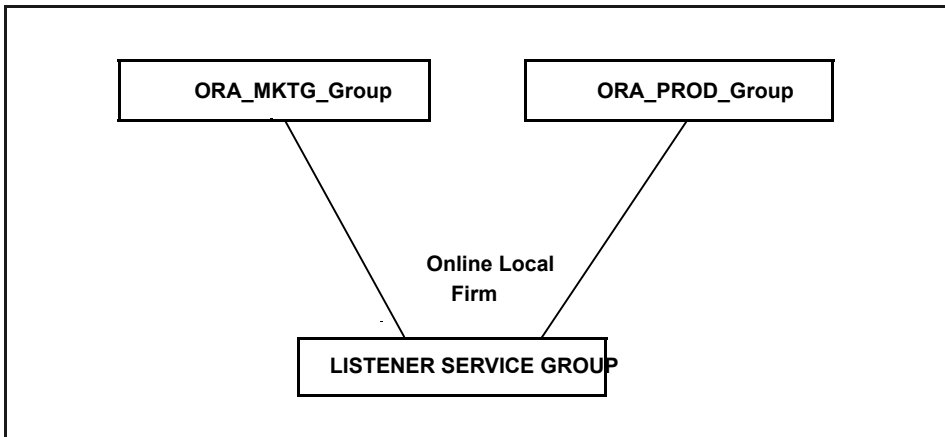 ORA_MKTG_Group
ORA_PROD_Group
Online Local
Firm
LISTENER SERVICE GROUP